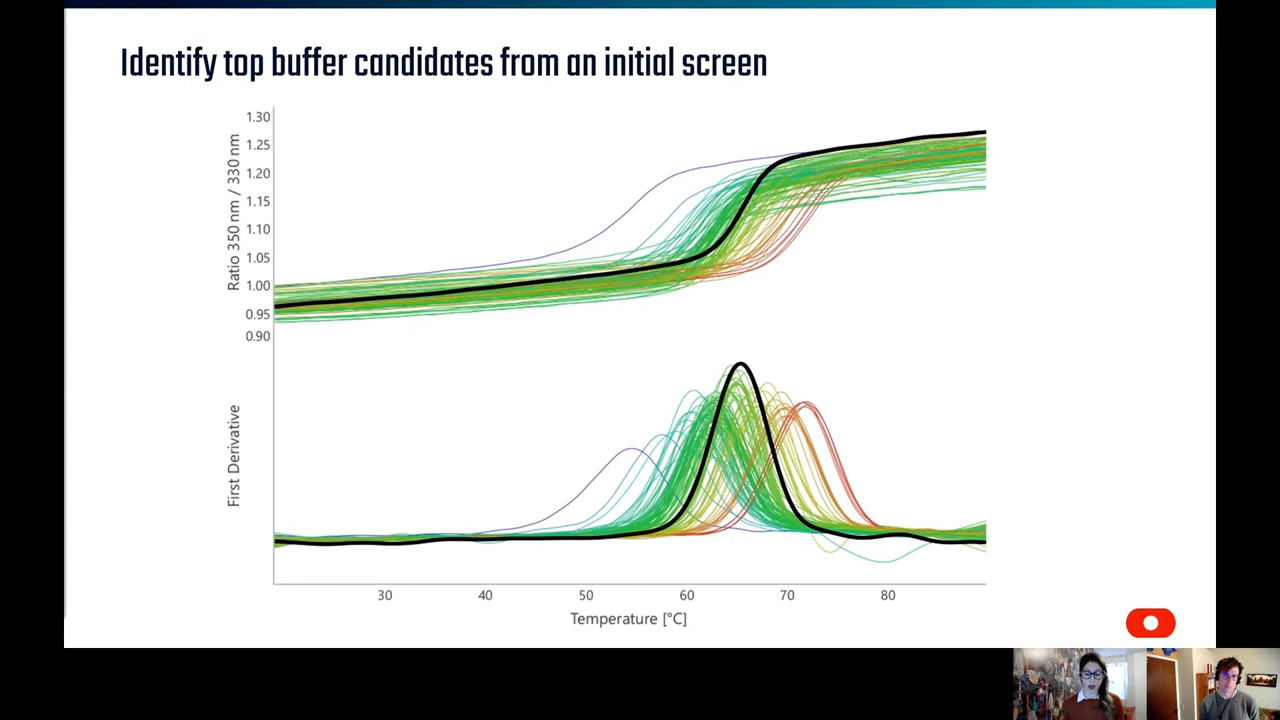 Identify top buffer candidates from an initial screen
Ratio 350 nm / 330 nm
1.30
1.25
1.20
1.15
1.10
1.05
1.00
0.95
0.90
First Derivative
30 40 50 60 70 80
Temperature [°C]